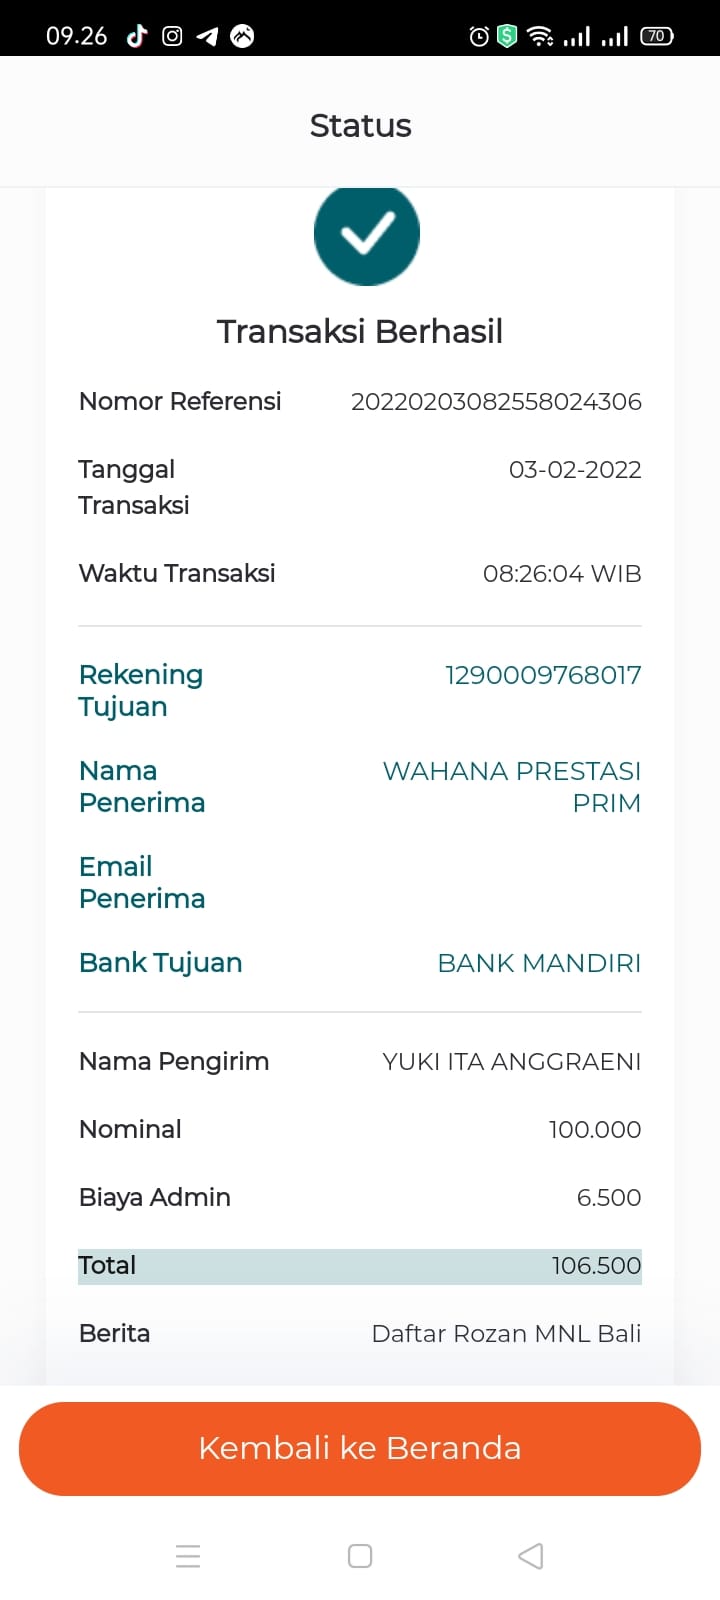 09.26
70
Status
Transaksi Berhasil
Nomor Referensi 20220203082558024306
Tanggal 03-02-2022
Transaksi
Waktu Transaksi 08:26:04 WIB
Rekening 1290009768017
Tujuan
Nama WAHANA PRESTASI
Penerima PRIM
Email
Penerima
Bank Tujuan BANK MANDIRI
Nama Pengirim YUKI ITA ANGGRAENI
Nominal 100.000
Biaya Admin 6.500
Total 106.500
Berita Daftar Rozan MNL Bali
Kembali ke Beranda